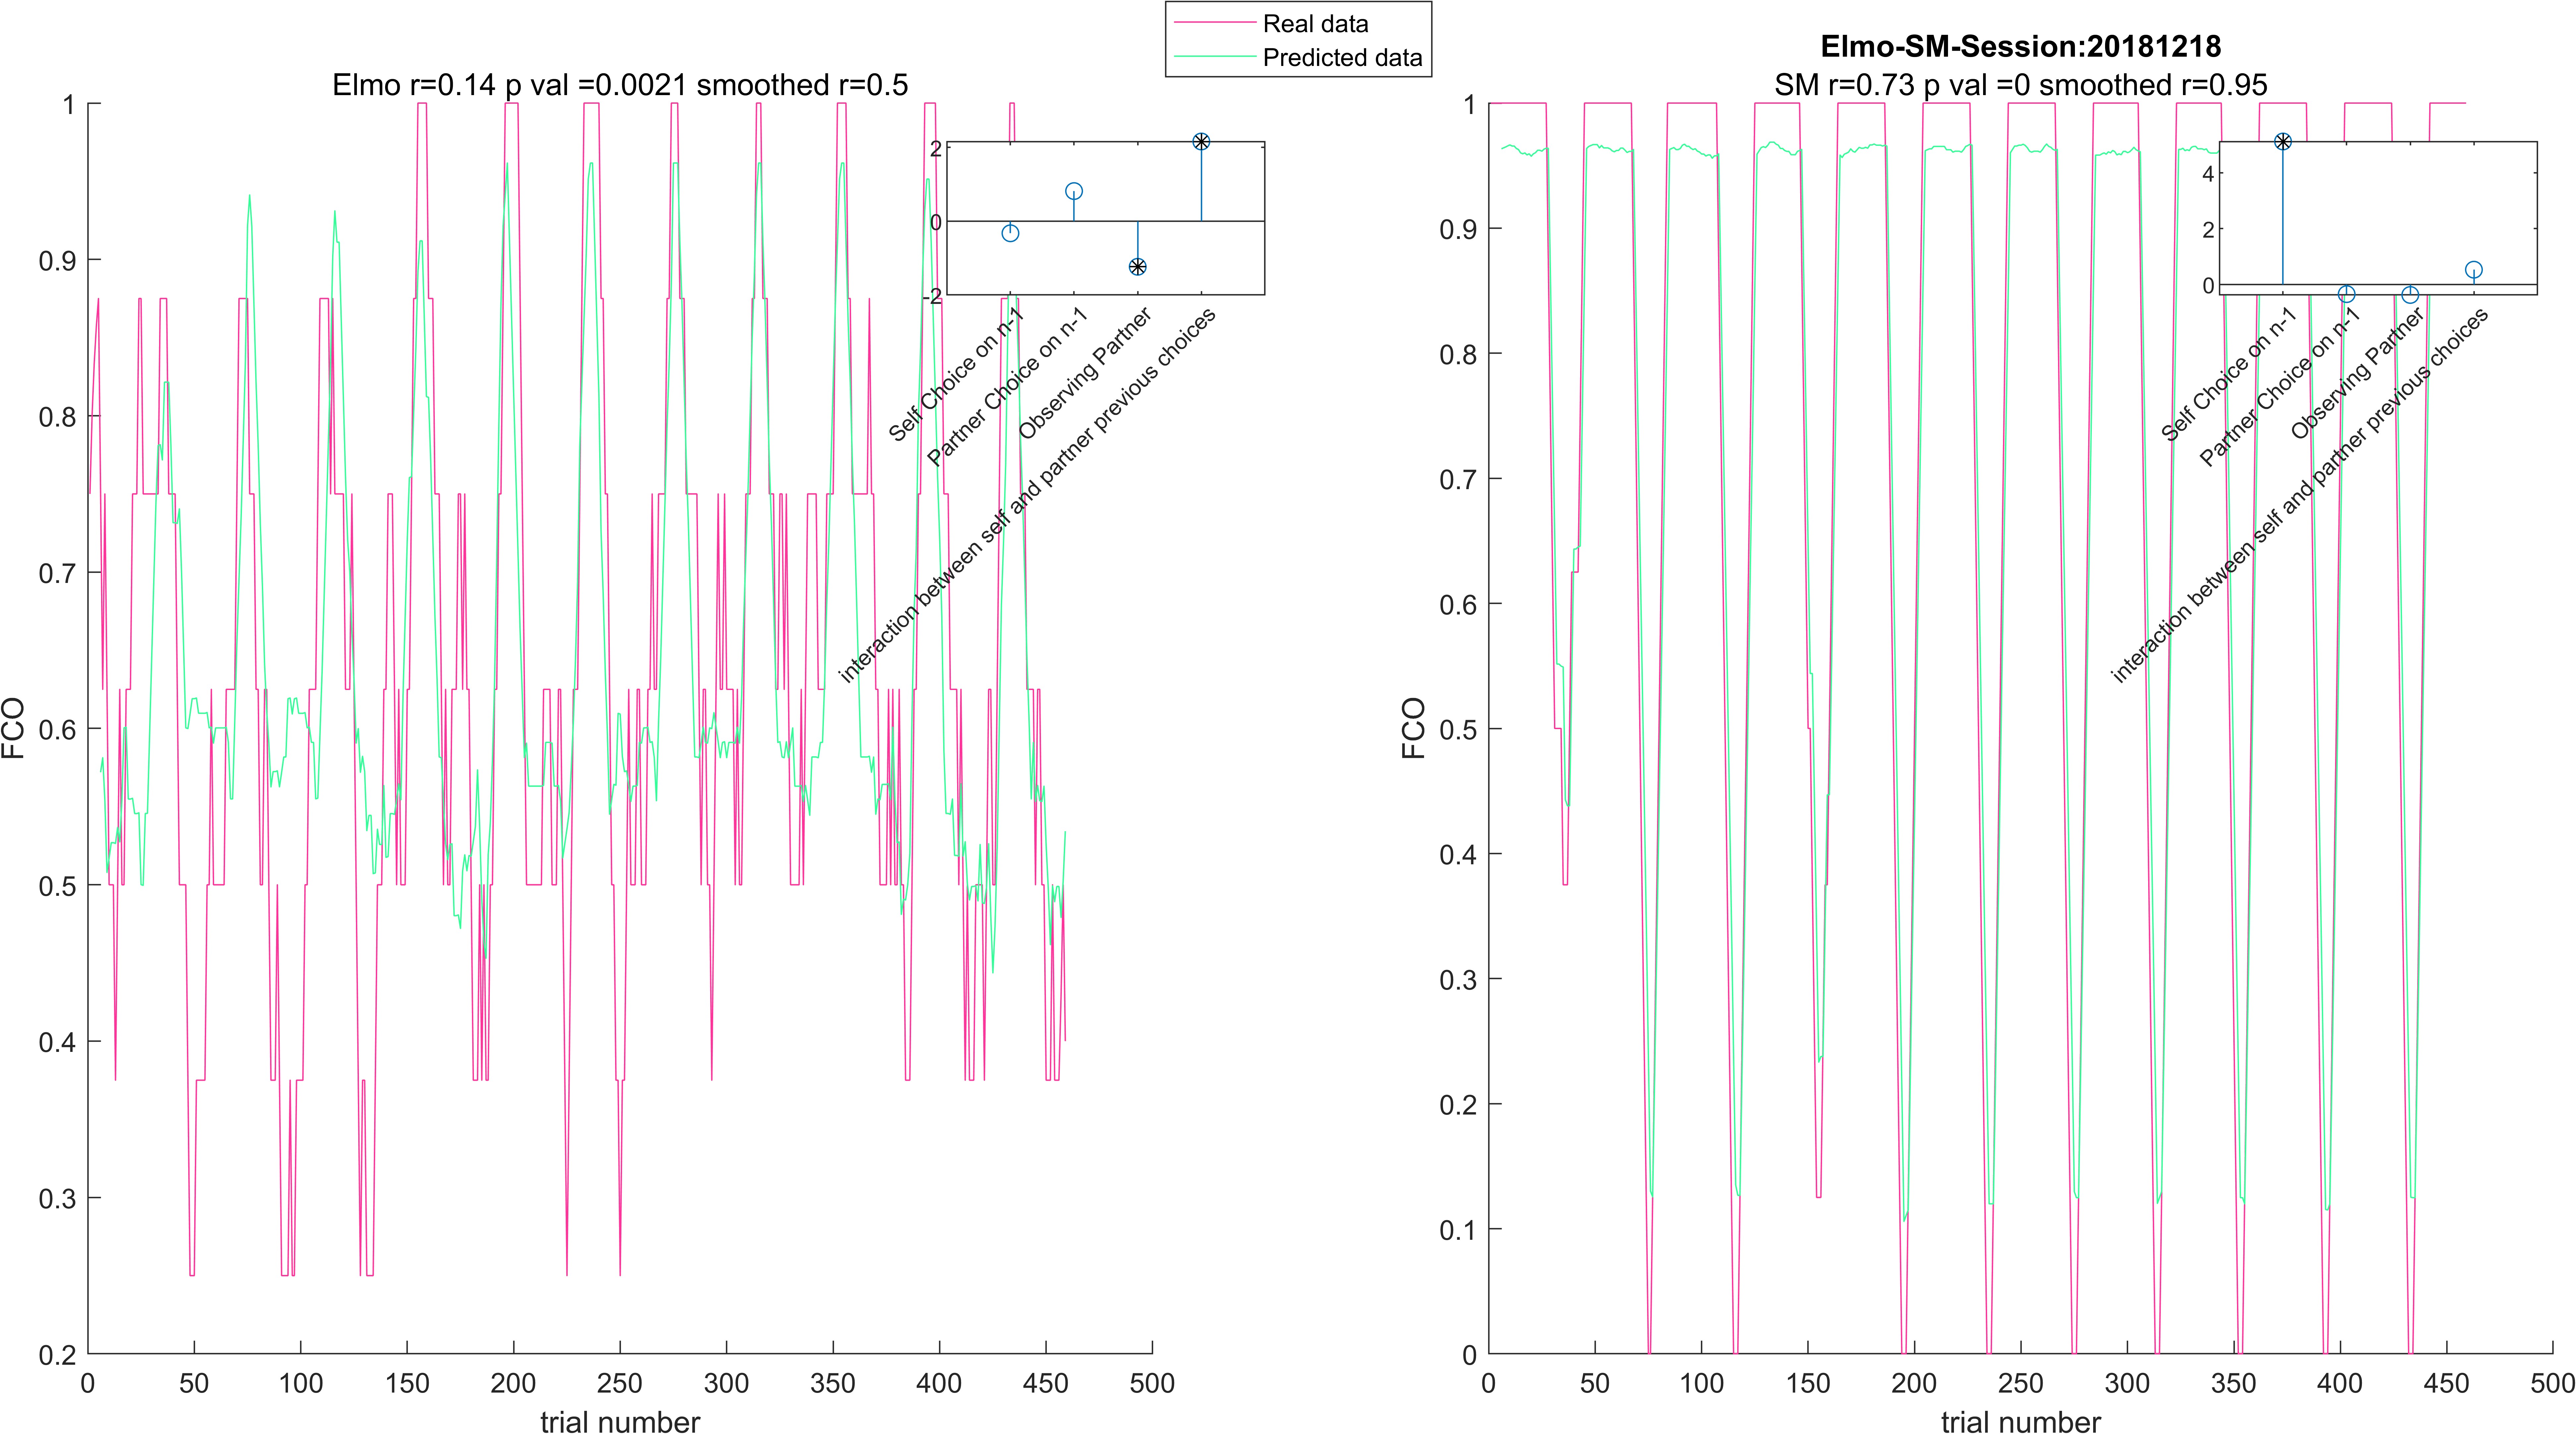 Real data
Predicted data
Elmo r=0.14 p val =0.0021 smoothed r=0.5
1
0.9
0.8
0.7
0.6
0.5
0.4
0.3
0.2
FCO
0
50
100
150
200
250
300
350
400
450
500
trial number
2
0
-2
Self Choice on n-1
Partner Choice on n-1
Observing Partner
interaction between self and partner previous choices
Elmo-SM-Session:20181218
SM r=0.73 p val =0 smoothed r=0.95
1
0.9
0.8
0.7
0.6
0.5
0.4
0.3
0.2
0.1
0
FCO
0
50
100
150
200
250
300
350
400
450
500
trial number
4
2
0
Self Choice on n-1
Partner Choice on n-1
Observing Partner
interaction between self and partner previous choices